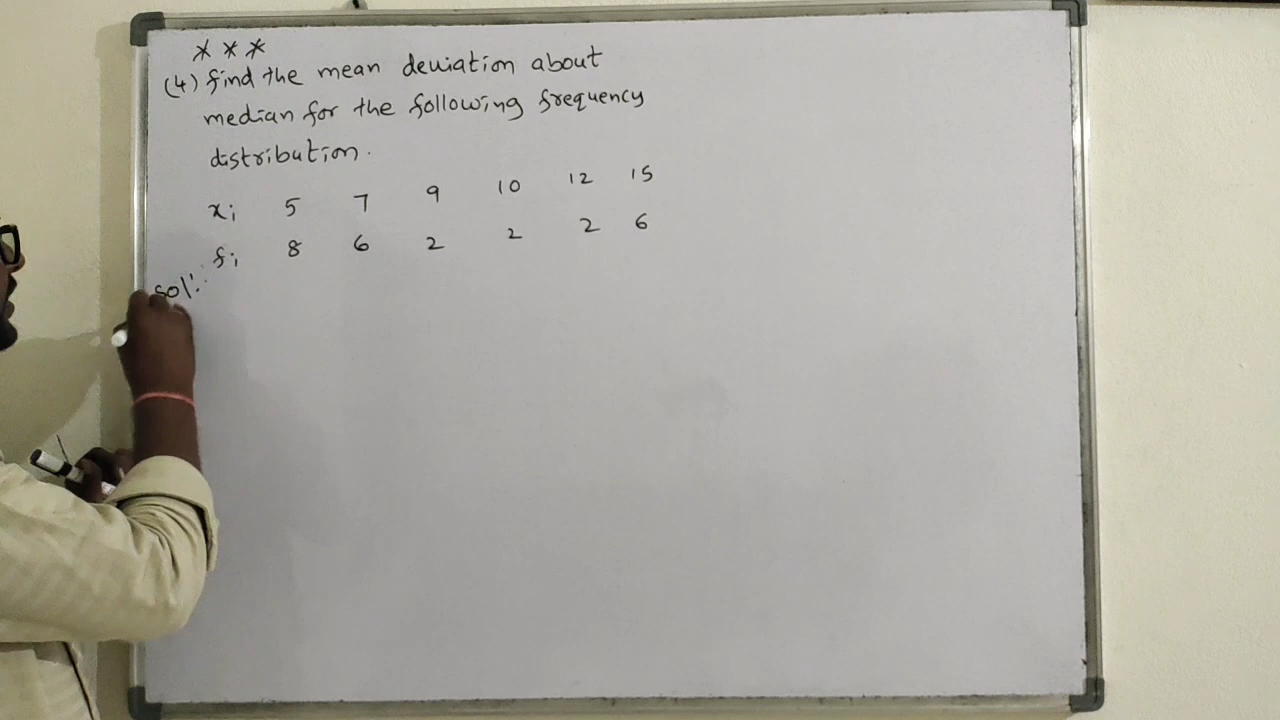 ***
(4) find the mean deviation about
median for the following frequency
distribution.
xi 5 7 9 10 12 15
fi 8 6 2 2 2 6
sol: